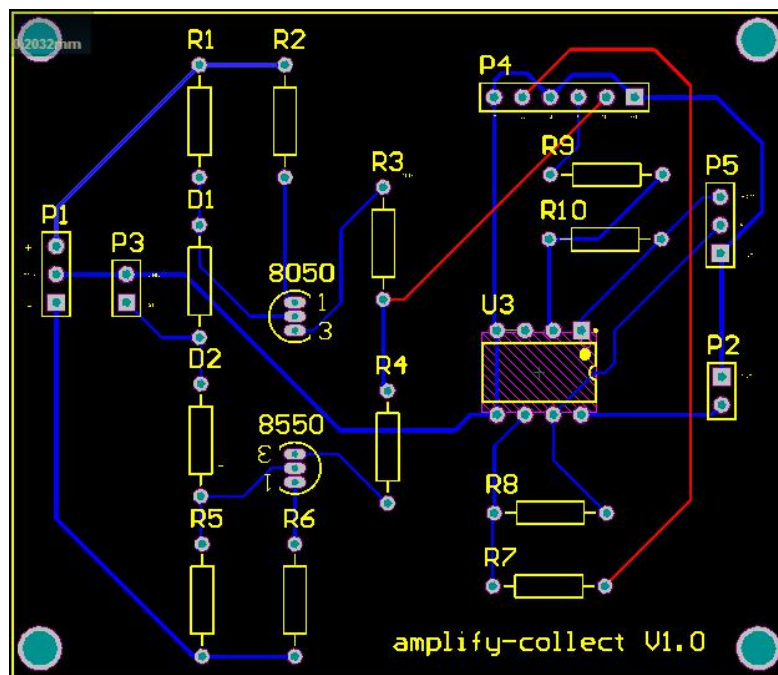 0.2032mm
R1 R2
P4
R3
R9
P5
D1
P1
R10
P3
+
8050
1
3
U3
D2
R4
P2
8550
3
1
R8
R5 R6
R7
amplify-collect V1.0